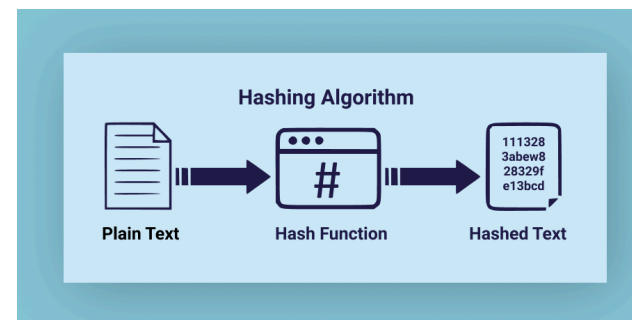 Hashing Algorithm
#
111328
3abew8
28329f
e13bcd
Plain Text
Hash Function
Hashed Text